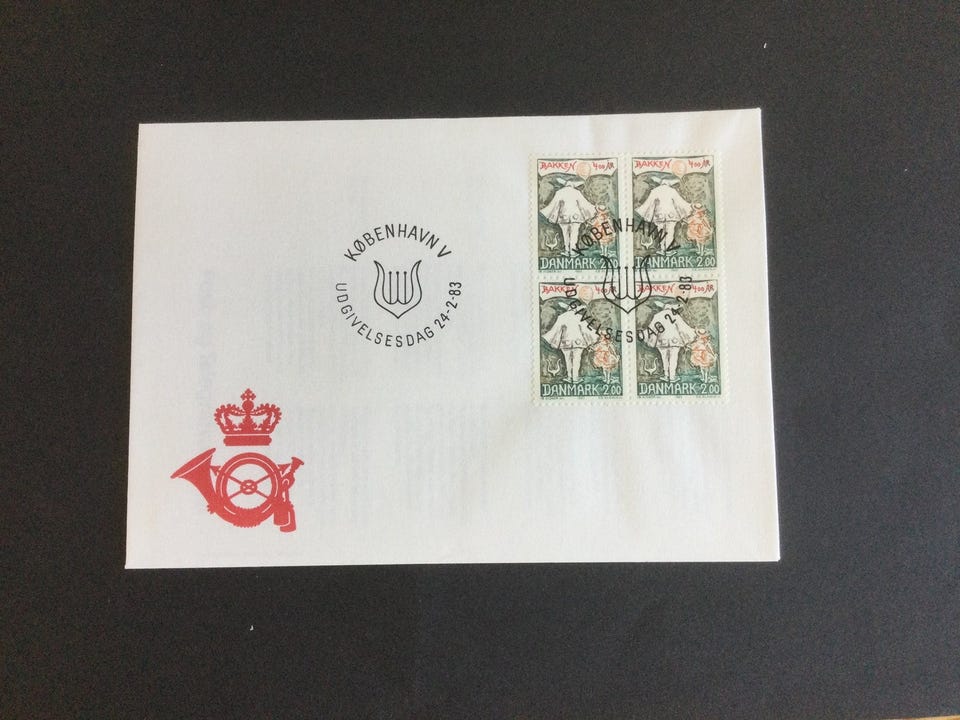 KØBENHAVN V
UDGIVELSESDAG 24-2-83
BAKKEN 400 ÅR
DANMARK 2.00
BAKKEN 400 ÅR
DANMARK 2.00
KØBENHAVN V
UDGIVELSESDAG 24-2-83
BAKKEN 400 ÅR
DANMARK 2.00
BAKKEN 400 ÅR
DANMARK 2.00